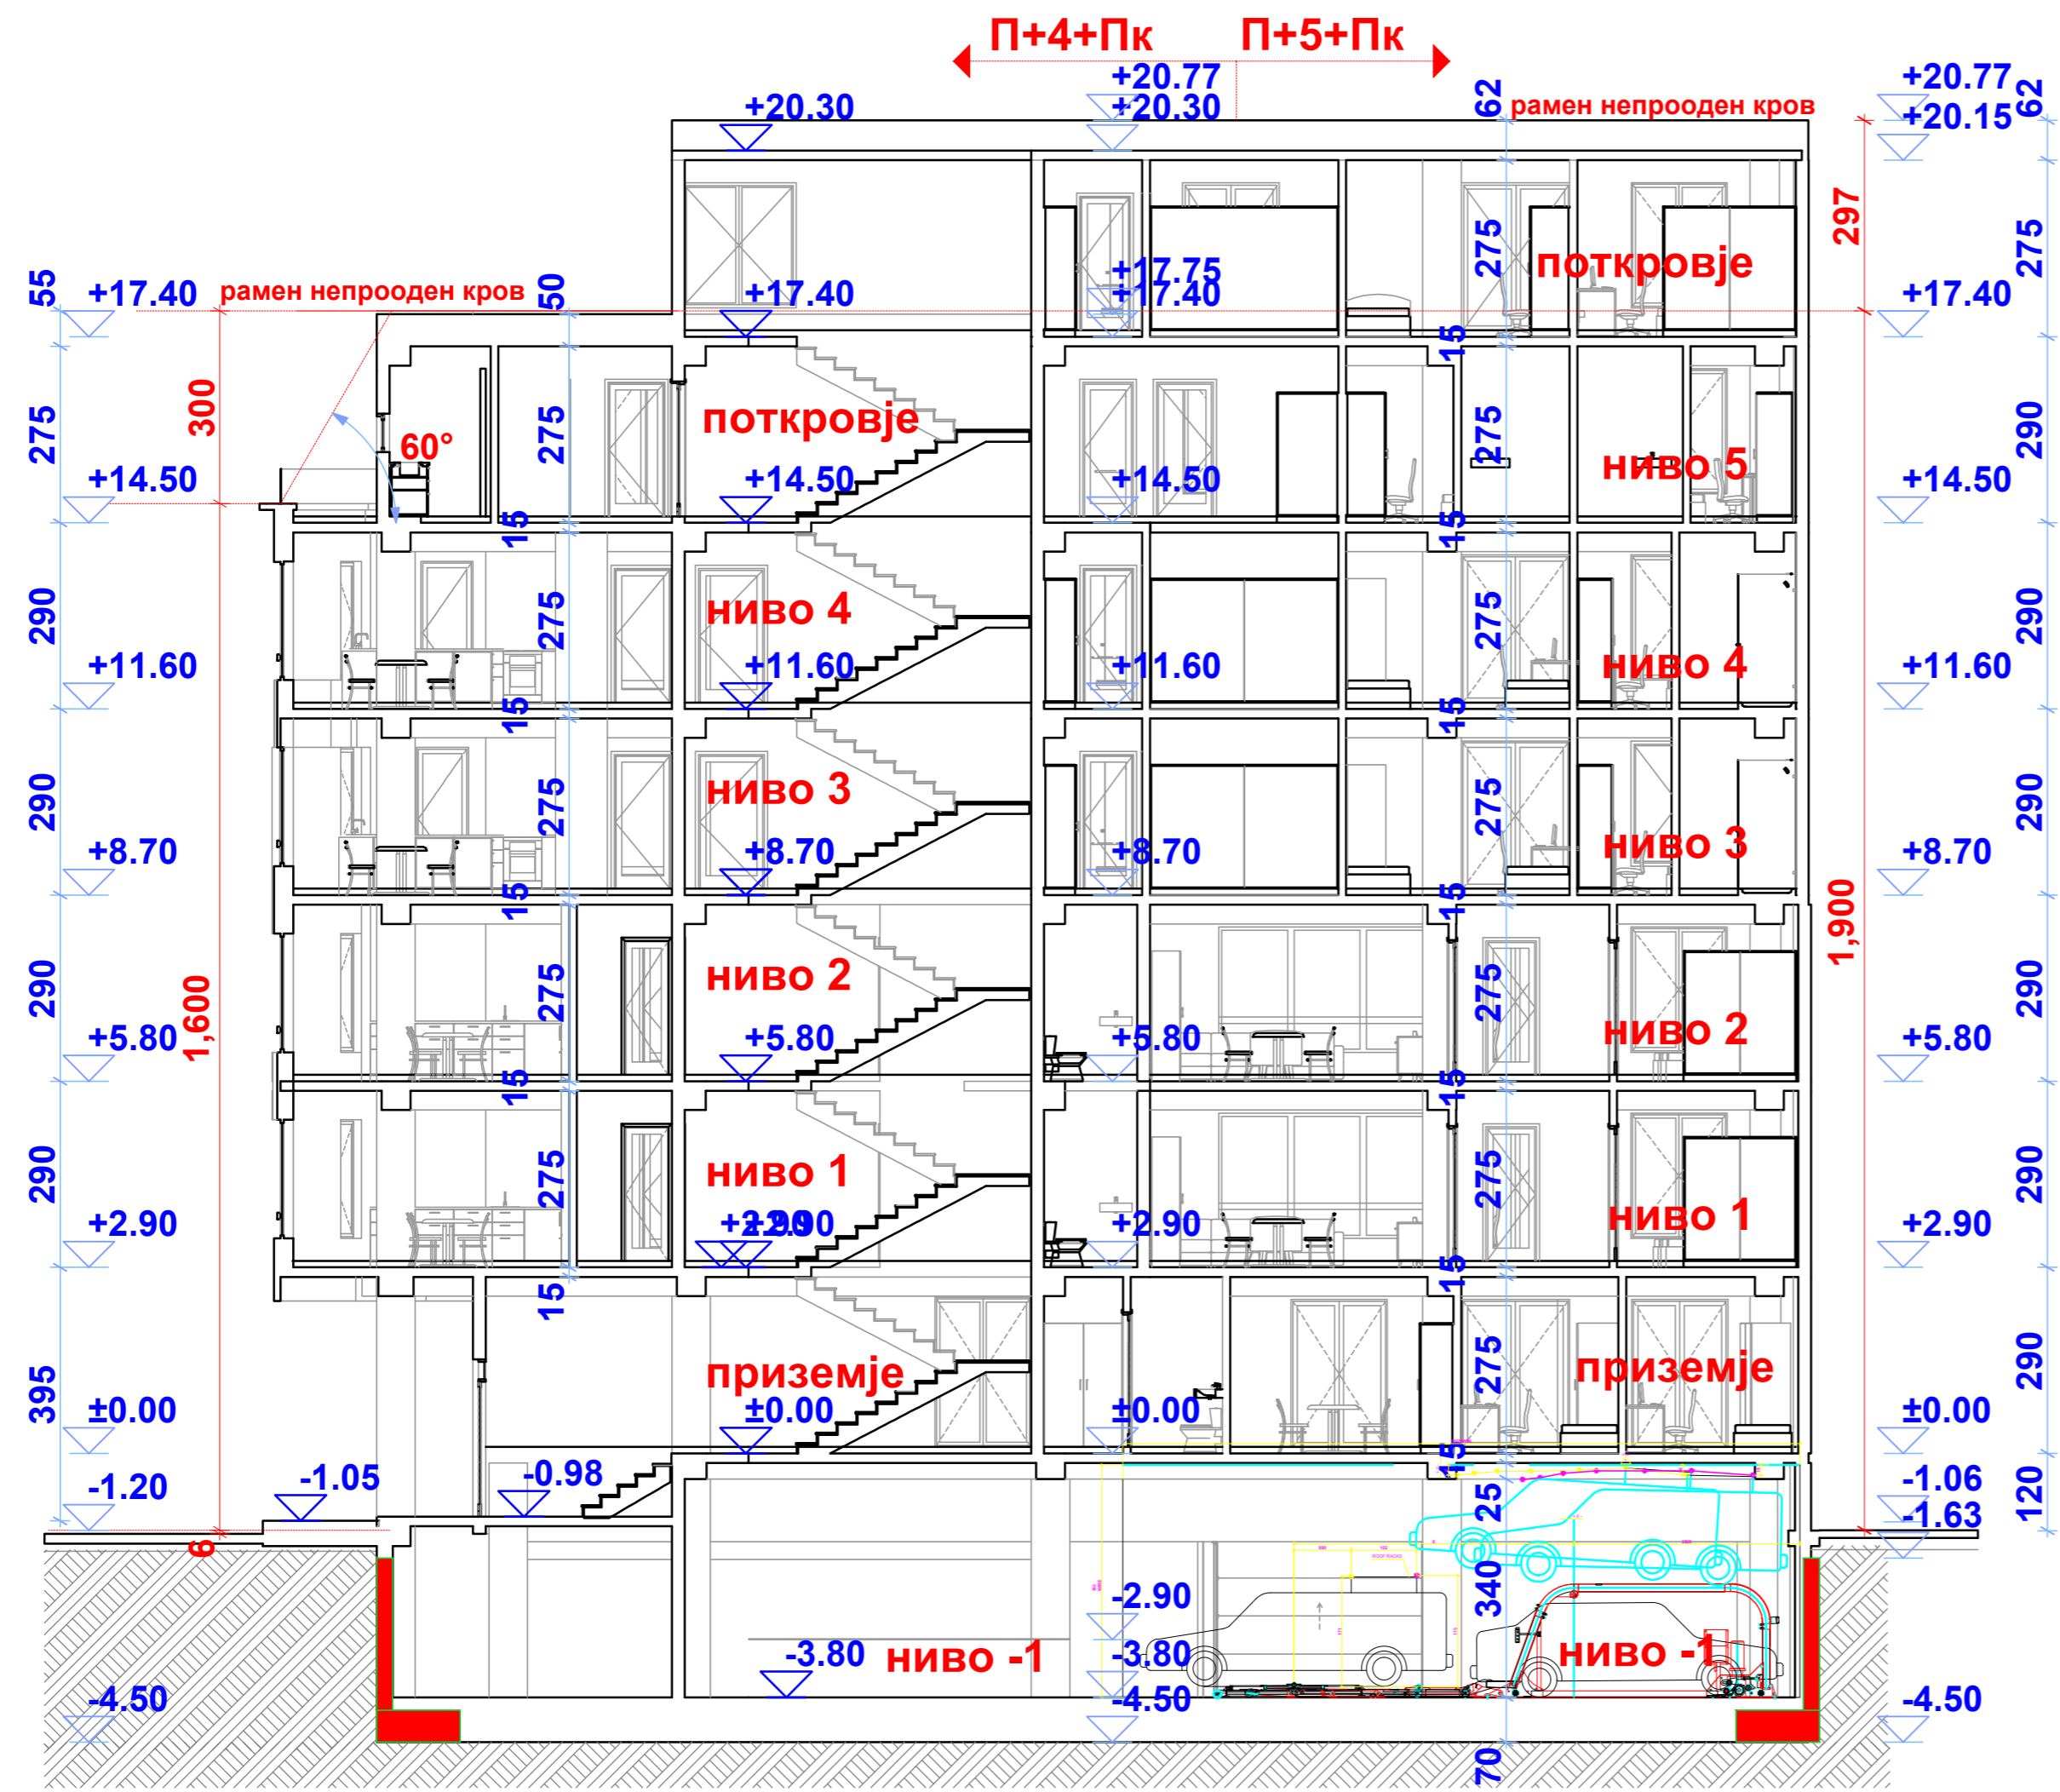 П+4+Пк П+5+Пк
+20.77 62 +20.77 62
+20.30 +20.30 рамен непрооден кров +20.15
297
275 275
поткровје
55 +17.40 рамен непрооден кров 50 +17.40 +17.75 +17.40 +17.40
15
300
275 60° 275 поткровје 275 290
ниво 5
+14.50 +14.50 +14.50 +14.50
15 15
290 275 ниво 4 275 290
ниво 4
+11.60 +11.60 +11.60 +11.60
15 15
290 275 ниво 3 275 290
ниво 3
+8.70 +8.70 +8.70 +8.70
15 15
1,900
290 275 ниво 2 275 290
1,600
ниво 2
+5.80 +5.80 +5.80 +5.80
15 15
290 275 ниво 1 275 290
ниво 1
+2.90 +2.90 +2.90 +2.90 +2.90
15 15
395 приземје 275 приземје 290
±0.00 ±0.00 ±0.00 ±0.00
15
-1.20 -1.05 -0.98 25 -1.06 120
-1.63
6
ROOF RACKS
340
-2.90
-3.80 ниво -1 -3.80 ниво -1
-4.50 -4.50 -4.50
70